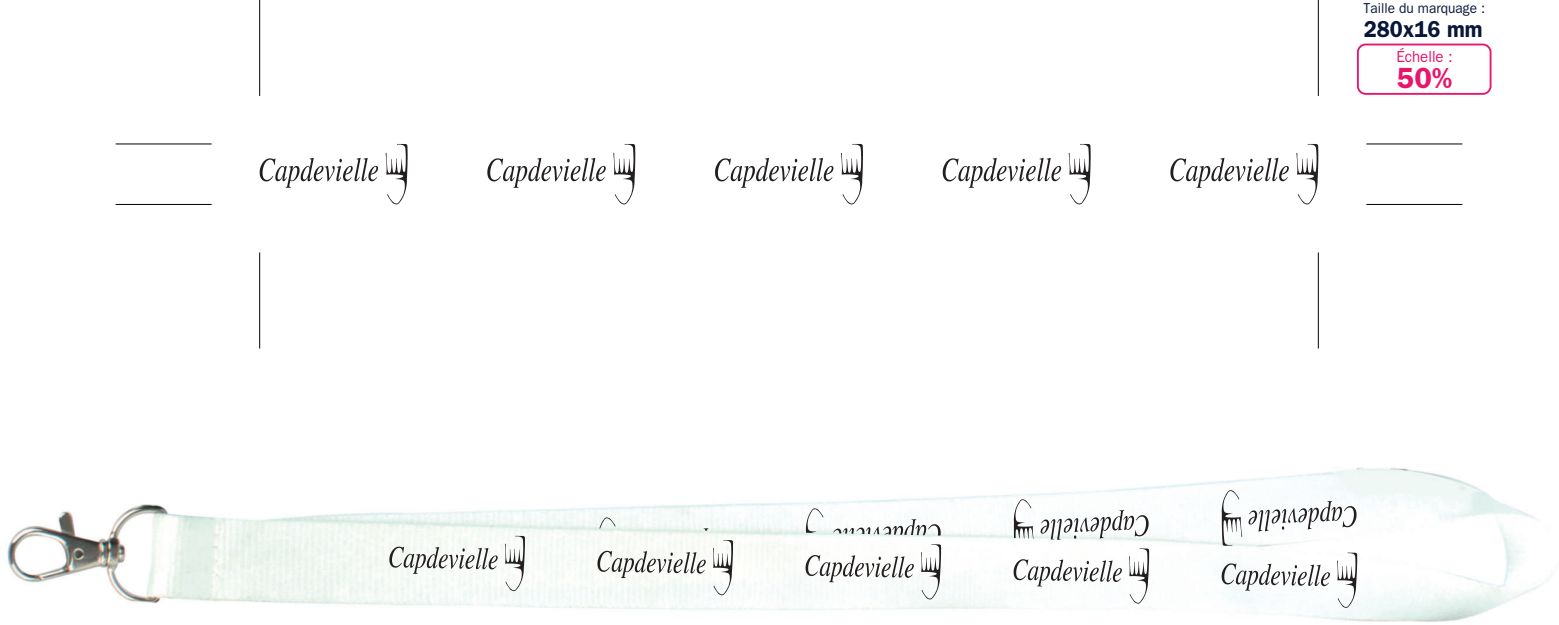 Taille du marquage :
280x16 mm
Échelle :
50%
Capdevielle Capdevielle Capdevielle Capdevielle Capdevielle
Capdevielle Capdevielle Capdevielle
Capdevielle Capdevielle Capdevielle Capdevielle Capdevielle